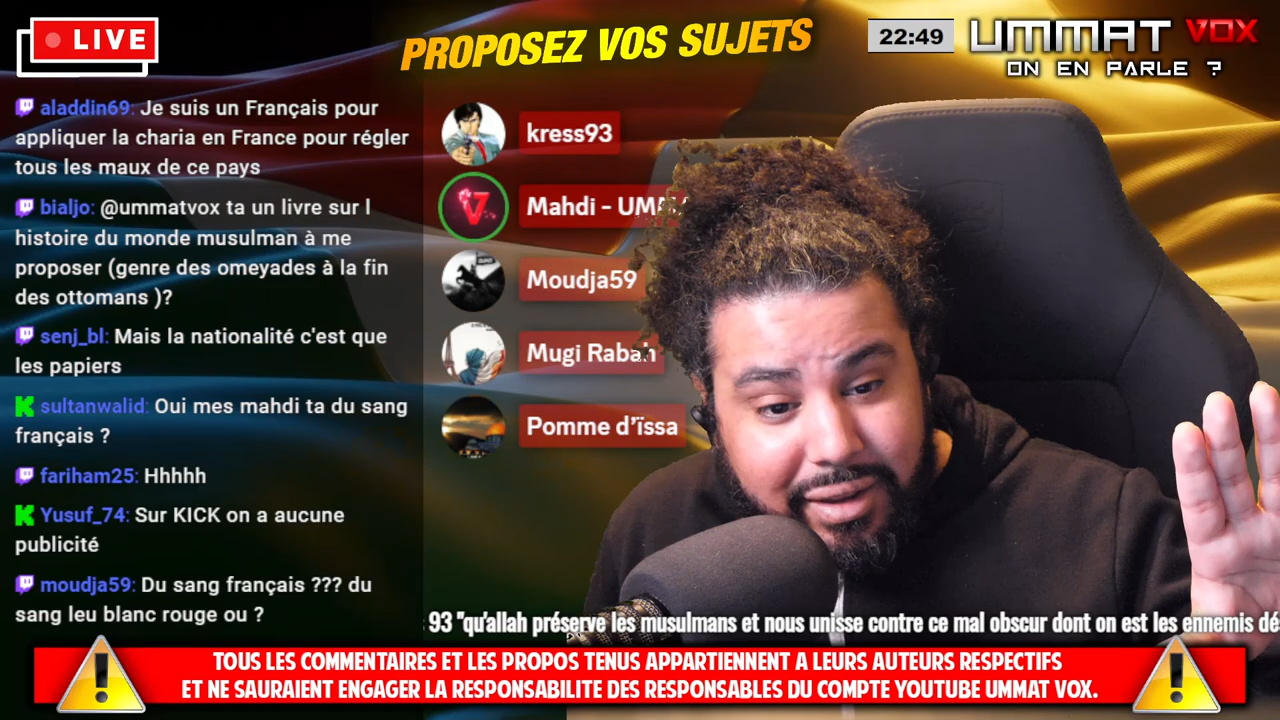 LIVE
PROPOSEZ VOS SUJETS
22:49
UMMAT VOX
ON EN PARLE ?
aladdin69: Je suis un Français pour
appliquer la charia en France pour régler
tous les maux de ce pays
bialjo: @ummatvox ta un livre sur l
histoire du monde musulman à me
proposer (genre des omeyades à la fin
des ottomans )?
senj_bl: Mais la nationalité c'est que
les papiers
sultanwalid: Oui mes mahdi ta du sang
français ?
fariham25: Hhhhh
Yusuf_74: Sur KICK on a aucune
publicité
moudja59: Du sang français ??? du
sang leu blanc rouge ou ?
kress93
Mahdi - UMMA
Moudja59
Mugi Rabah
Pomme d'ïssa
93 "qu'allah préserve les musulmans et nous unisse contre ce mal obscur dont on est les ennemis dé
TOUS LES COMMENTAIRES ET LES PROPOS TENUS APPARTIENNENT A LEURS AUTEURS RESPECTIFS
ET NE SAURAIENT ENGAGER LA RESPONSABILITE DES RESPONSABLES DU COMPTE YOUTUBE UMMAT VOX.